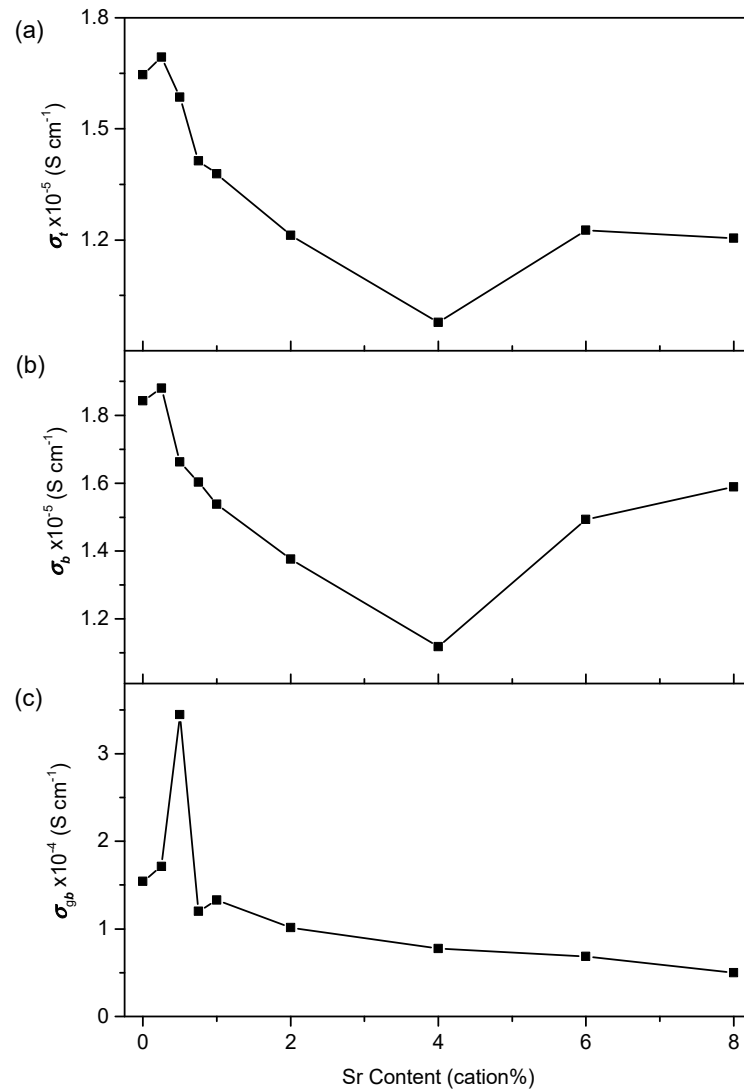 (a)
1.8
1.5
1.2
σt x10-5 (S cm-1)
(b)
1.8
1.6
1.4
1.2
σb x10-5 (S cm-1)
(c)
3
2
1
0
σgb x10-4 (S cm-1)
0 2 4 6 8
Sr Content (cation%)